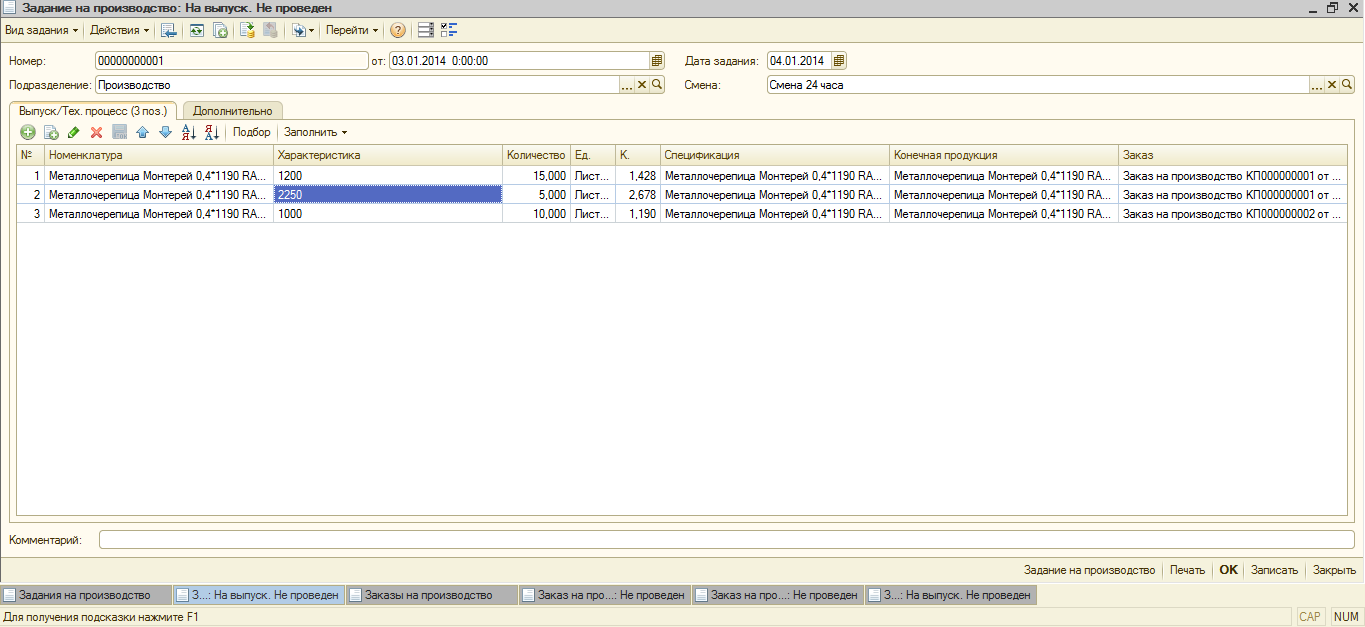 Задание на производство: На выпуск. Не проведен
Вид задания Действия Перейти
Номер: 00000000001 от: 03.01.2014 0:00:00 Дата задания: 04.01.2014
Подразделение: Производство ... Смена: Смена 24 часа ...
Выпуск/Тех. процесс (3 поз.) Дополнительно
Подбор Заполнить
№ Номенклатура Характеристика Количество Ед. К. Спецификация Конечная продукция Заказ
1 Металлочерепица Монтерей 0,4*1190 RA... 1200 15,000 Лист... 1,428 Металлочерепица Монтерей 0,4*1190 RA... Металлочерепица Монтерей 0,4*1190 RA... Заказ на производство КП000000001 от ...
2 Металлочерепица Монтерей 0,4*1190 RA... 2250 5,000 Лист... 2,678 Металлочерепица Монтерей 0,4*1190 RA... Металлочерепица Монтерей 0,4*1190 RA... Заказ на производство КП000000001 от ...
3 Металлочерепица Монтерей 0,4*1190 RA... 1000 10,000 Лист... 1,190 Металлочерепица Монтерей 0,4*1190 RA... Металлочерепица Монтерей 0,4*1190 RA... Заказ на производство КП000000002 от ...
Комментарий:
Задание на производство Печать OK Записать Закрыть
Задания на производство З...: На выпуск. Не проведен Заказы на производство Заказ на про...: Не проведен Заказ на про...: Не проведен З...: На выпуск. Не проведен
Для получения подсказки нажмите F1 CAP NUM